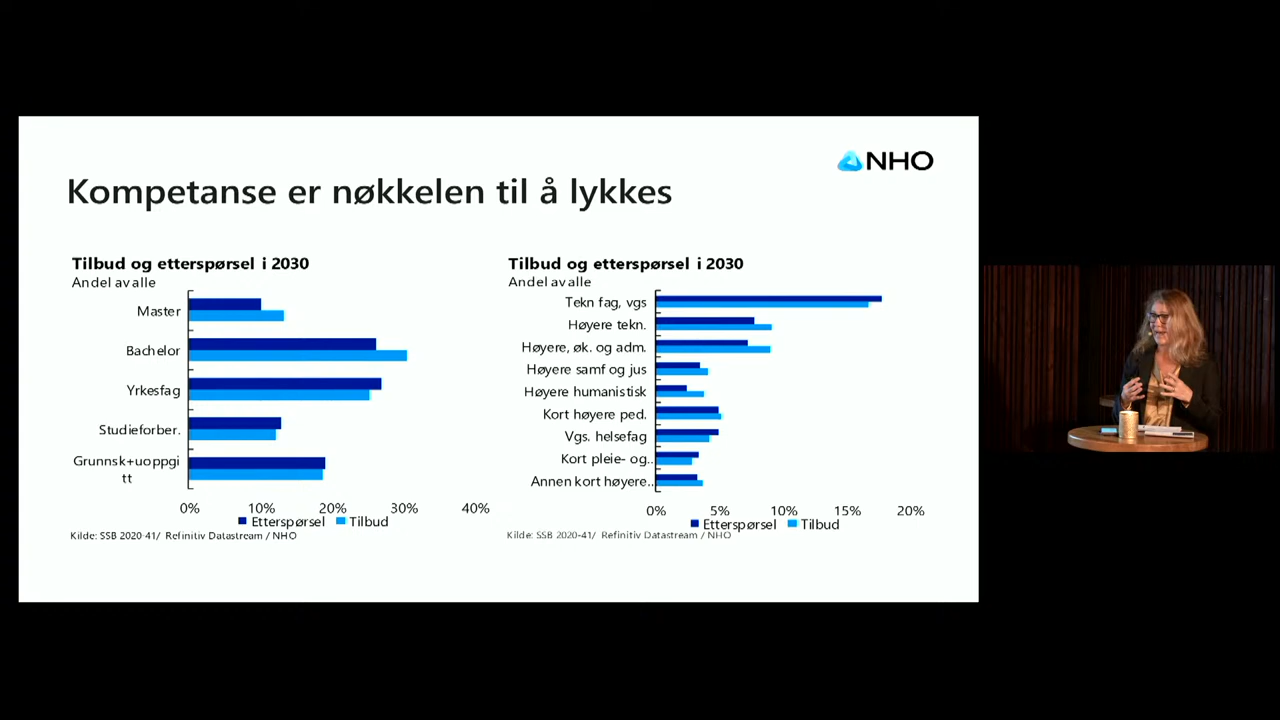 NHO
Kompetanse er nøkkelen til å lykkes
Tilbud og etterspørsel i 2030
Andel av alle
Master
Bachelor
Yrkesfag
Studieforber.
Grunnsk+uoppgi
tt
0% 10% 20% 30% 40%
Etterspørsel Tilbud
Kilde: SSB 2020-41/ Refinitiv Datastream / NHO
Tilbud og etterspørsel i 2030
Andel av alle
Tekn fag, vgs
Høyere tekn.
Høyere, øk. og adm.
Høyere samf og jus
Høyere humanistisk
Kort høyere ped.
Vgs. helsefag
Kort pleie- og..
Annen kort høyere..
0% 5% 10% 15% 20%
Etterspørsel Tilbud
Kilde: SSB 2020-41/ Refinitiv Datastream / NHO